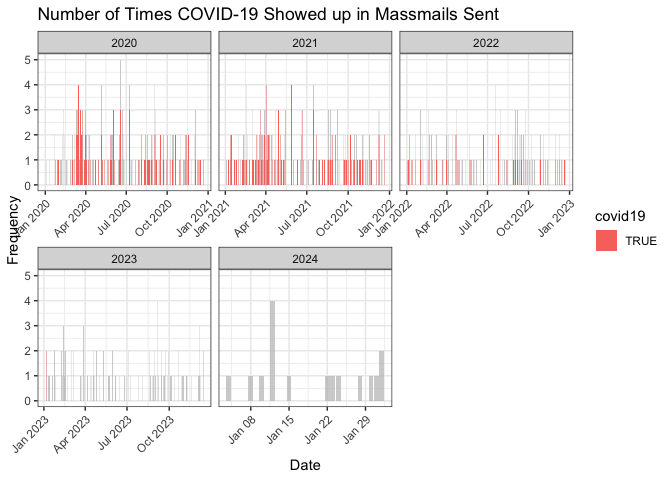 Number of Times COVID-19 Showed up in Massmails Sent
2020 2021 2022
5
4
3
2
1
0
Jan 2020 Apr 2020 Jul 2020 Oct 2020 Jan 2021 Jan 2021 Apr 2021 Jul 2021 Oct 2021 Jan 2022 Jan 2022 Apr 2022 Jul 2022 Oct 2022 Jan 2023
Frequency
covid19
TRUE
2023 2024
5
4
3
2
1
0
Jan 2023 Apr 2023 Jul 2023 Oct 2023 Jan 08 Jan 15 Jan 22 Jan 29
Date